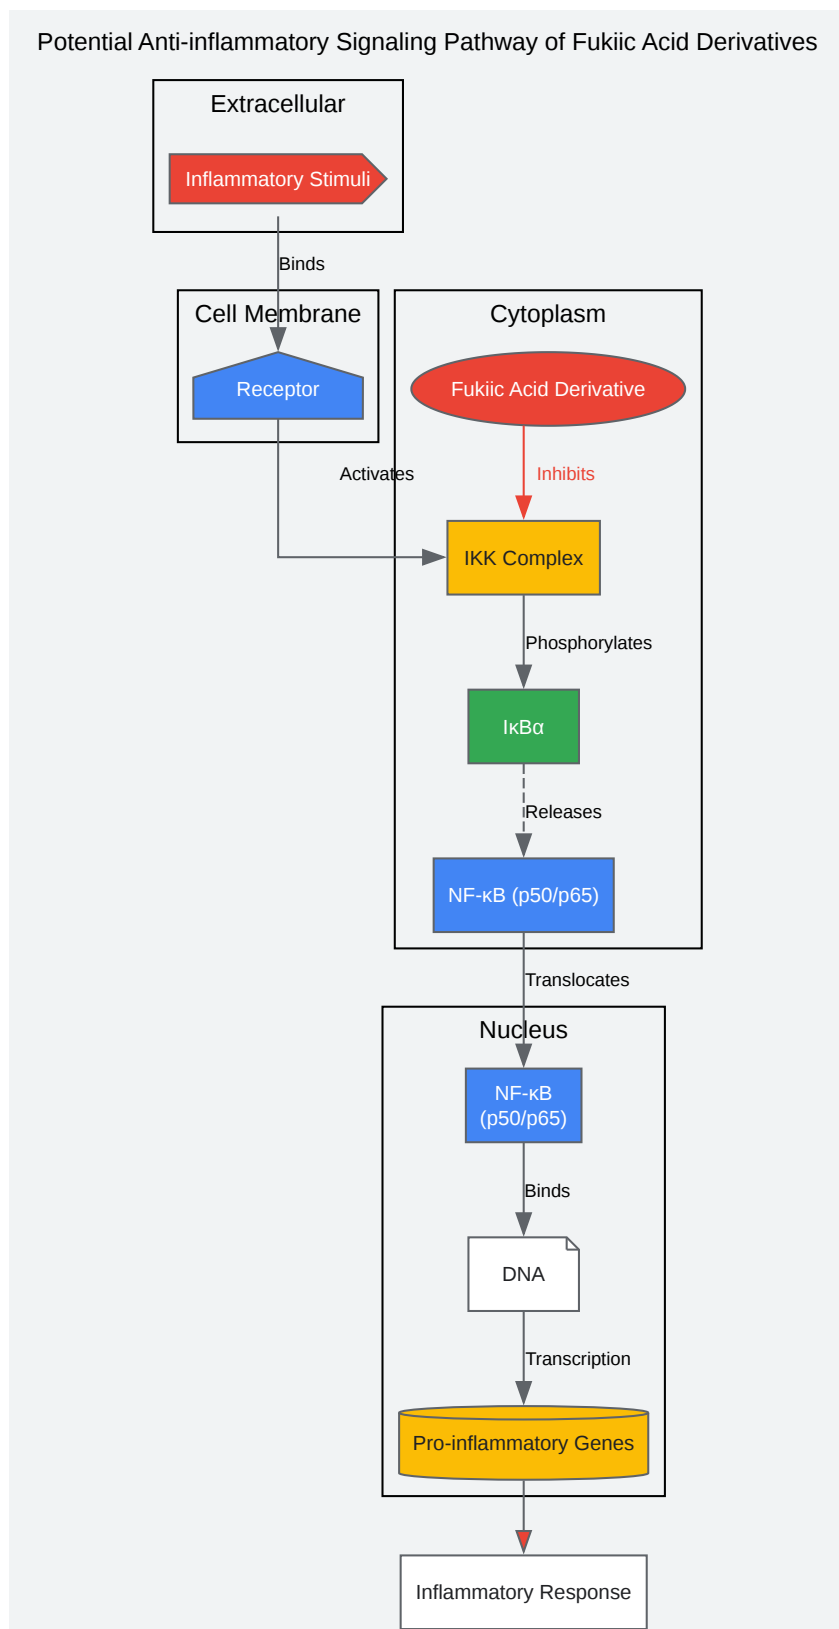 Potential Anti-inflammatory Signaling Pathway of Fukiic Acid Derivatives
Extracellular
Inflammatory Stimuli
Binds
Cell Membrane
Receptor
Cytoplasm
Fukiic Acid Derivative
Activates
Inhibits
IKK Complex
Phosphorylates
IκBα
Releases
NF-κB (p50/p65)
Translocates
Nucleus
NF-κB
(p50/p65)
Binds
DNA
Transcription
Pro-inflammatory Genes
Inflammatory Response